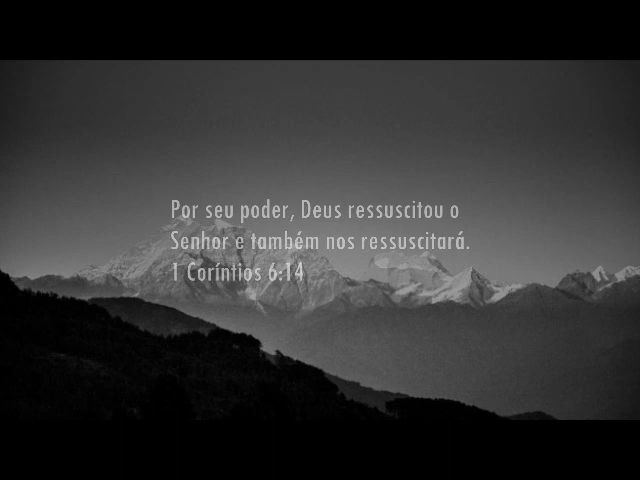 Por seu poder, Deus ressuscitou o
Senhor e também nos ressuscitará.
1 Coríntios 6:14